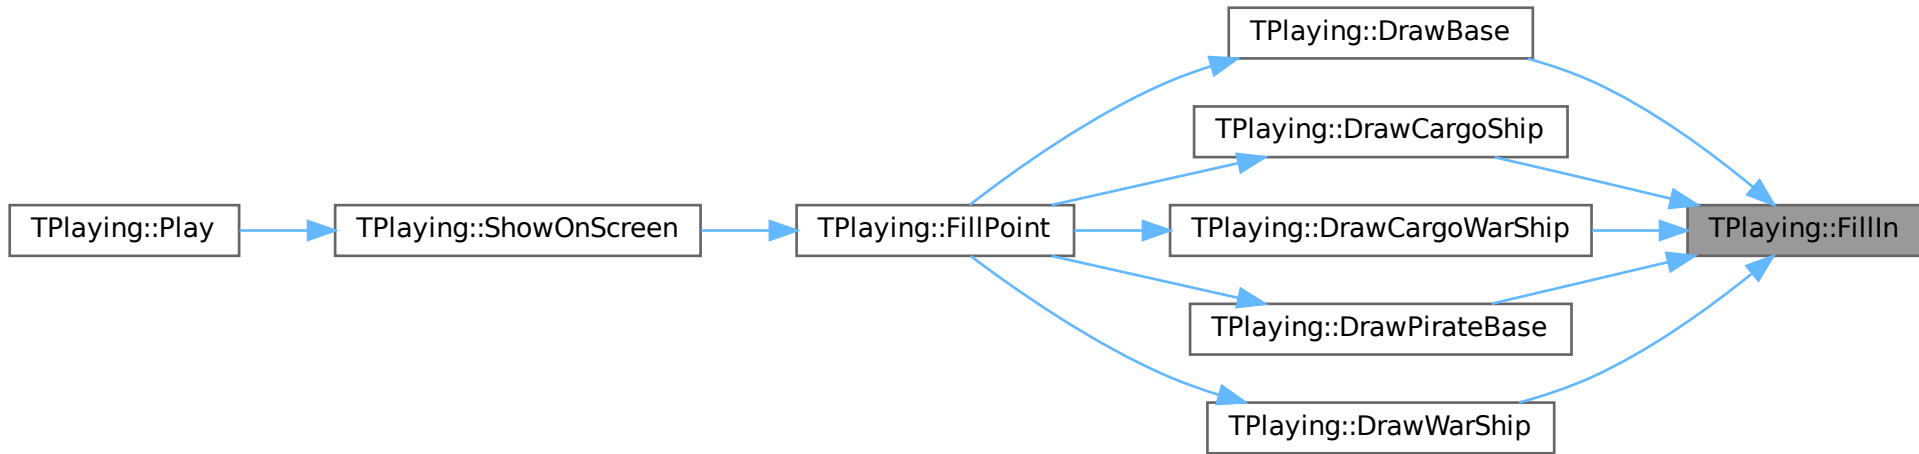 TPlaying::Play
TPlaying::ShowOnScreen
TPlaying::FillPoint
TPlaying::DrawBase
TPlaying::DrawCargoShip
TPlaying::DrawCargoWarShip
TPlaying::DrawPirateBase
TPlaying::DrawWarShip
TPlaying::FillIn